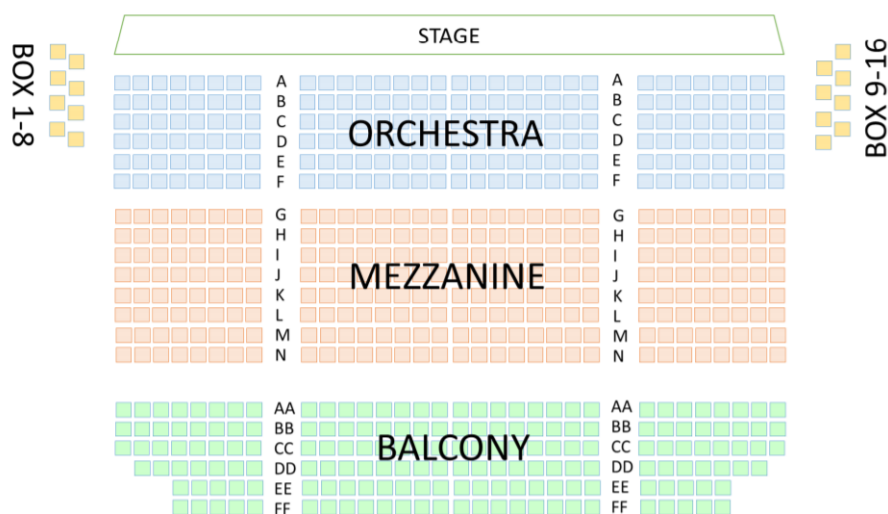 STAGE
BOX 1-8
BOX 9-16
A A
B B
C C
ORCHESTRA
D D
E E
F F
G G
H H
I I
MEZZANINE
J J
K K
L L
M M
N N
AA AA
BB BB
BALCONY
CC CC
DD DD
EE EE
FF FF